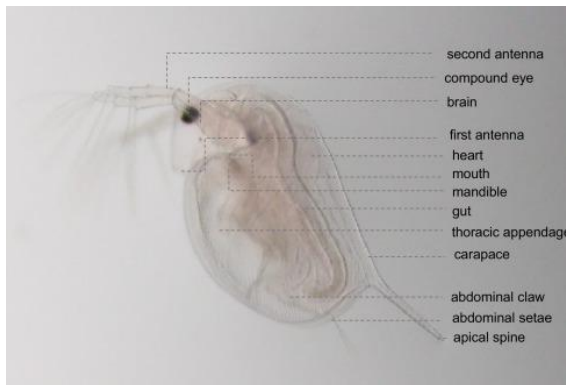 second antenna
compound eye
brain
first antenna
heart
mouth
mandible
gut
thoracic appendage
carapace
abdominal claw
abdominal setae
apical spine